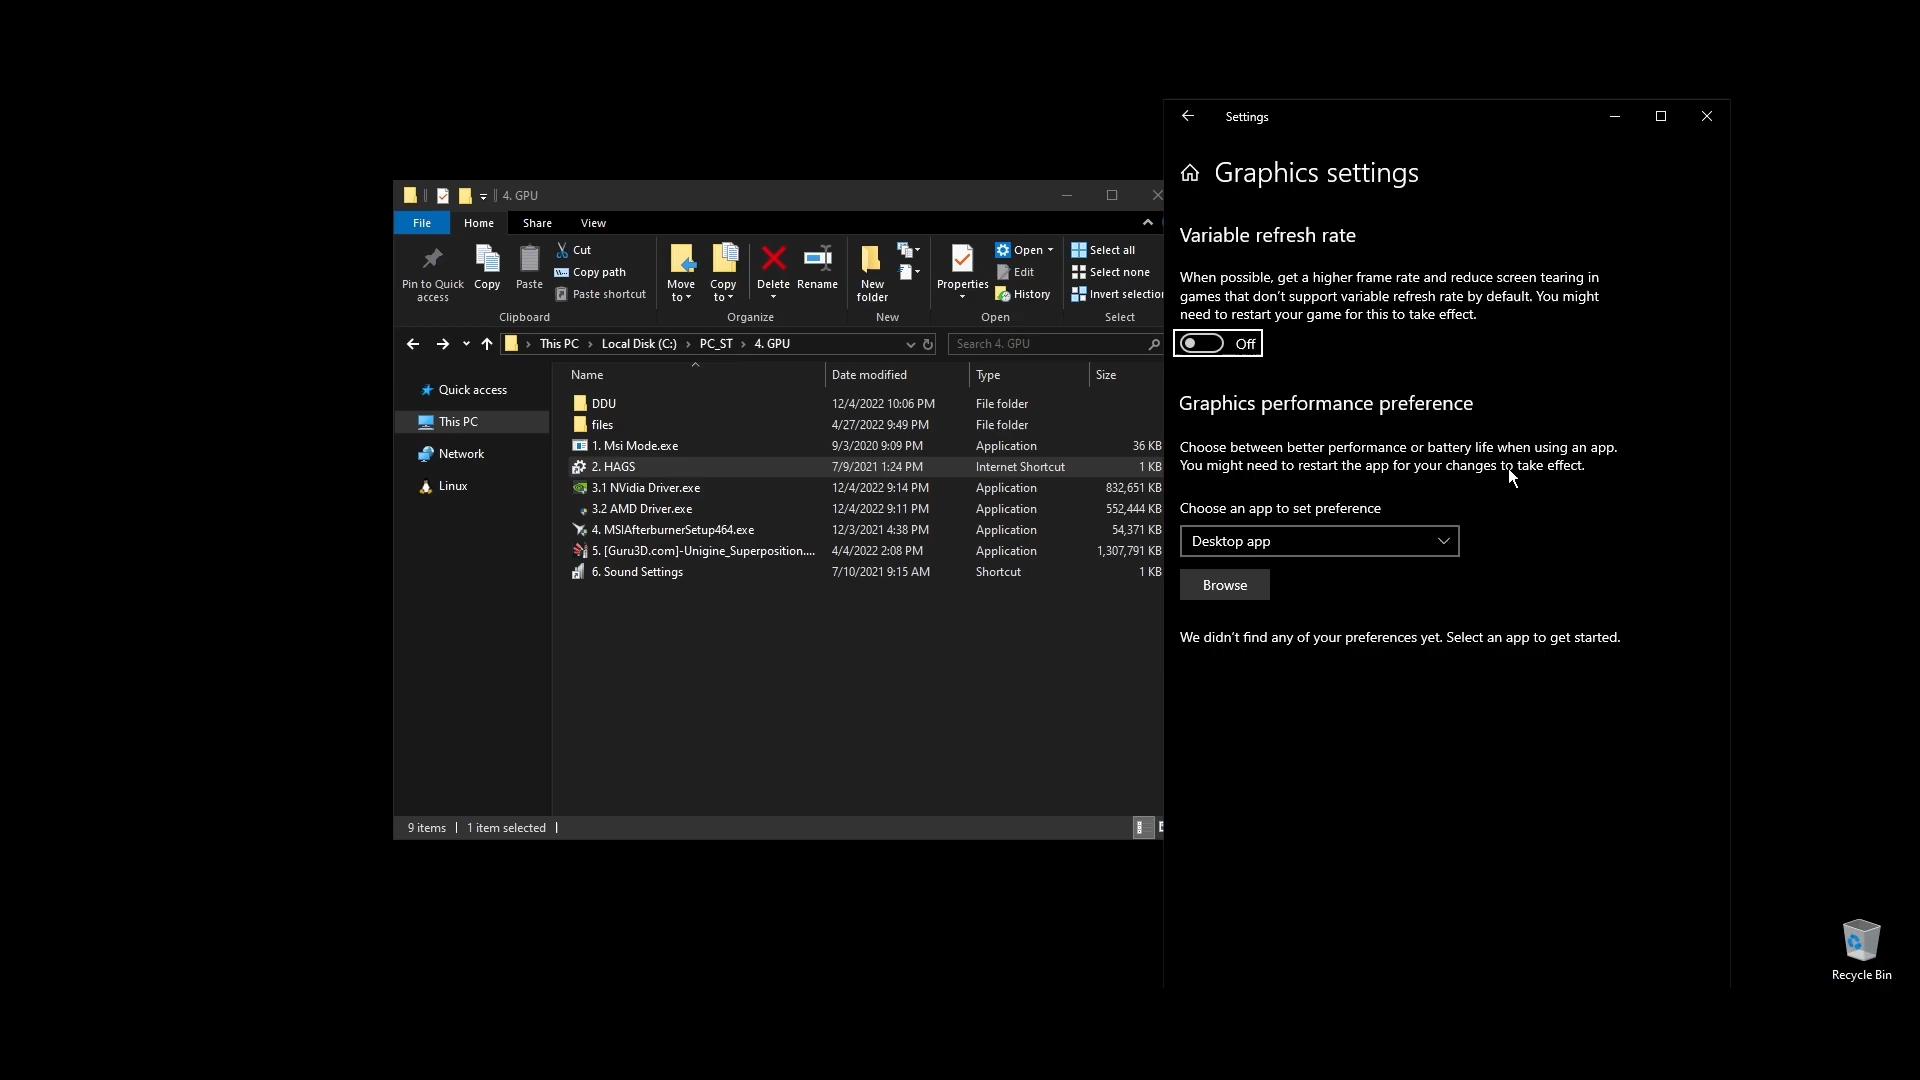 4. GPU
File
Home
Share
View
Pin to Quick
access
Copy
Paste
Cut
Copy path
Paste shortcut
Clipboard
Move
to
Copy
to
Delete
Rename
Organize
New
folder
New
Properties
Open
Edit
History
Open
Select all
Select none
Invert selection
Select
This PC > Local Disk (C:) > PC_ST > 4. GPU
Search 4. GPU
Quick access
This PC
Network
Linux
Name Date modified Type Size
DDU 12/4/2022 10:06 PM File folder
files 4/27/2022 9:49 PM File folder
1. Msi Mode.exe 9/3/2020 9:09 PM Application 36 KB
2. HAGS 7/9/2021 1:24 PM Internet Shortcut 1 KB
3.1 NVidia Driver.exe 12/4/2022 9:14 PM Application 832,651 KB
3.2 AMD Driver.exe 12/4/2022 9:11 PM Application 552,444 KB
4. MSIAfterburnerSetup464.exe 12/3/2021 4:38 PM Application 54,371 KB
5. [Guru3D.com]-Unigine_Superposition.... 4/4/2022 2:08 PM Application 1,307,791 KB
6. Sound Settings 7/10/2021 9:15 AM Shortcut 1 KB
9 items | 1 item selected |
Settings
Graphics settings
Variable refresh rate
When possible, get a higher frame rate and reduce screen tearing in
games that don't support variable refresh rate by default. You might
need to restart your game for this to take effect.
Off
Graphics performance preference
Choose between better performance or battery life when using an app.
You might need to restart the app for your changes to take effect.
Choose an app to set preference
Desktop app
Browse
We didn't find any of your preferences yet. Select an app to get started.
Recycle Bin